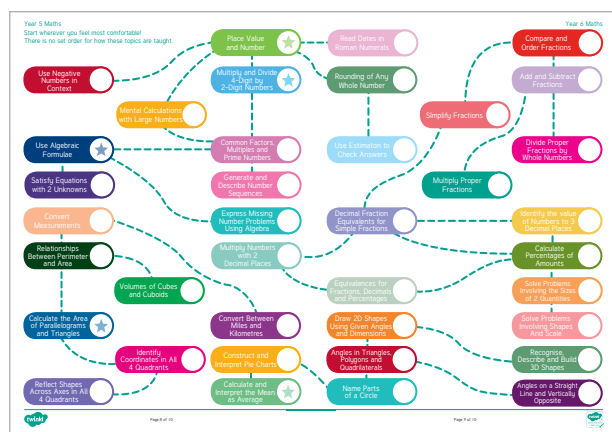 Year 5 Maths
Start wherever you feel most comfortable!
There is no set order for how these topics are taught.
Year 6 Maths
Place Value
and Number
Read Dates in
Roman Numerals
Compare and
Order Fractions
Use Negative
Numbers in
Context
Multiply and Divide
4-Digit by
2-Digit Numbers
Rounding of Any
Whole Number
Add and Subtract
Fractions
Mental Calculations
with Large Numbers
Simplify Fractions
Use Algebraic
Formulae
Common Factors,
Multiples and
Prime Numbers
Use Estimaton to
Check Answers
Divide Proper
Fractions by
Whole Numbers
Satisfy Equations
with 2 Unknowns
Generate and
Describe Number
Sequences
Multiply Proper
Fractions
Convert
Measurements
Express Missing
Number Problems
Using Algebra
Decimal Fraction
Equivalents for
Simple Fractions
Identify the value
of Numbers to 3
Decimal Places
Relationships
Between Perimeter
and Area
Multiply Numbers
with 2
Decimal Places
Calculate
Percentages of
Amounts
Volumes of Cubes
and Cuboids
Equivalences for
Fractions, Decimals
and Percentages
Solve Problems
Involving the Sizes
of 2 Quantities
Calculate the Area
of Parallelograms
and Triangles
Convert Between
Miles and
Kilometres
Draw 2D Shapes
Using Given Angles
and Dimensions
Solve Problems
Involving Shapes
And Scale
Identify
Coordinates in All
4 Quadrants
Construct and
Interpret Pie Charts
Angles in Triangles,
Polygons and
Quadrilaterals
Recognise,
Describe and Build
3D Shapes
Reflect Shapes
Across Axes in All
4 Quadrants
Calculate and
Interpret the Mean
as Average
Name Parts
of a Circle
Angles on a Straight
Line and Vertically
Opposite
twinkl
Page 8 of 10
Page 9 of 10
twinkl